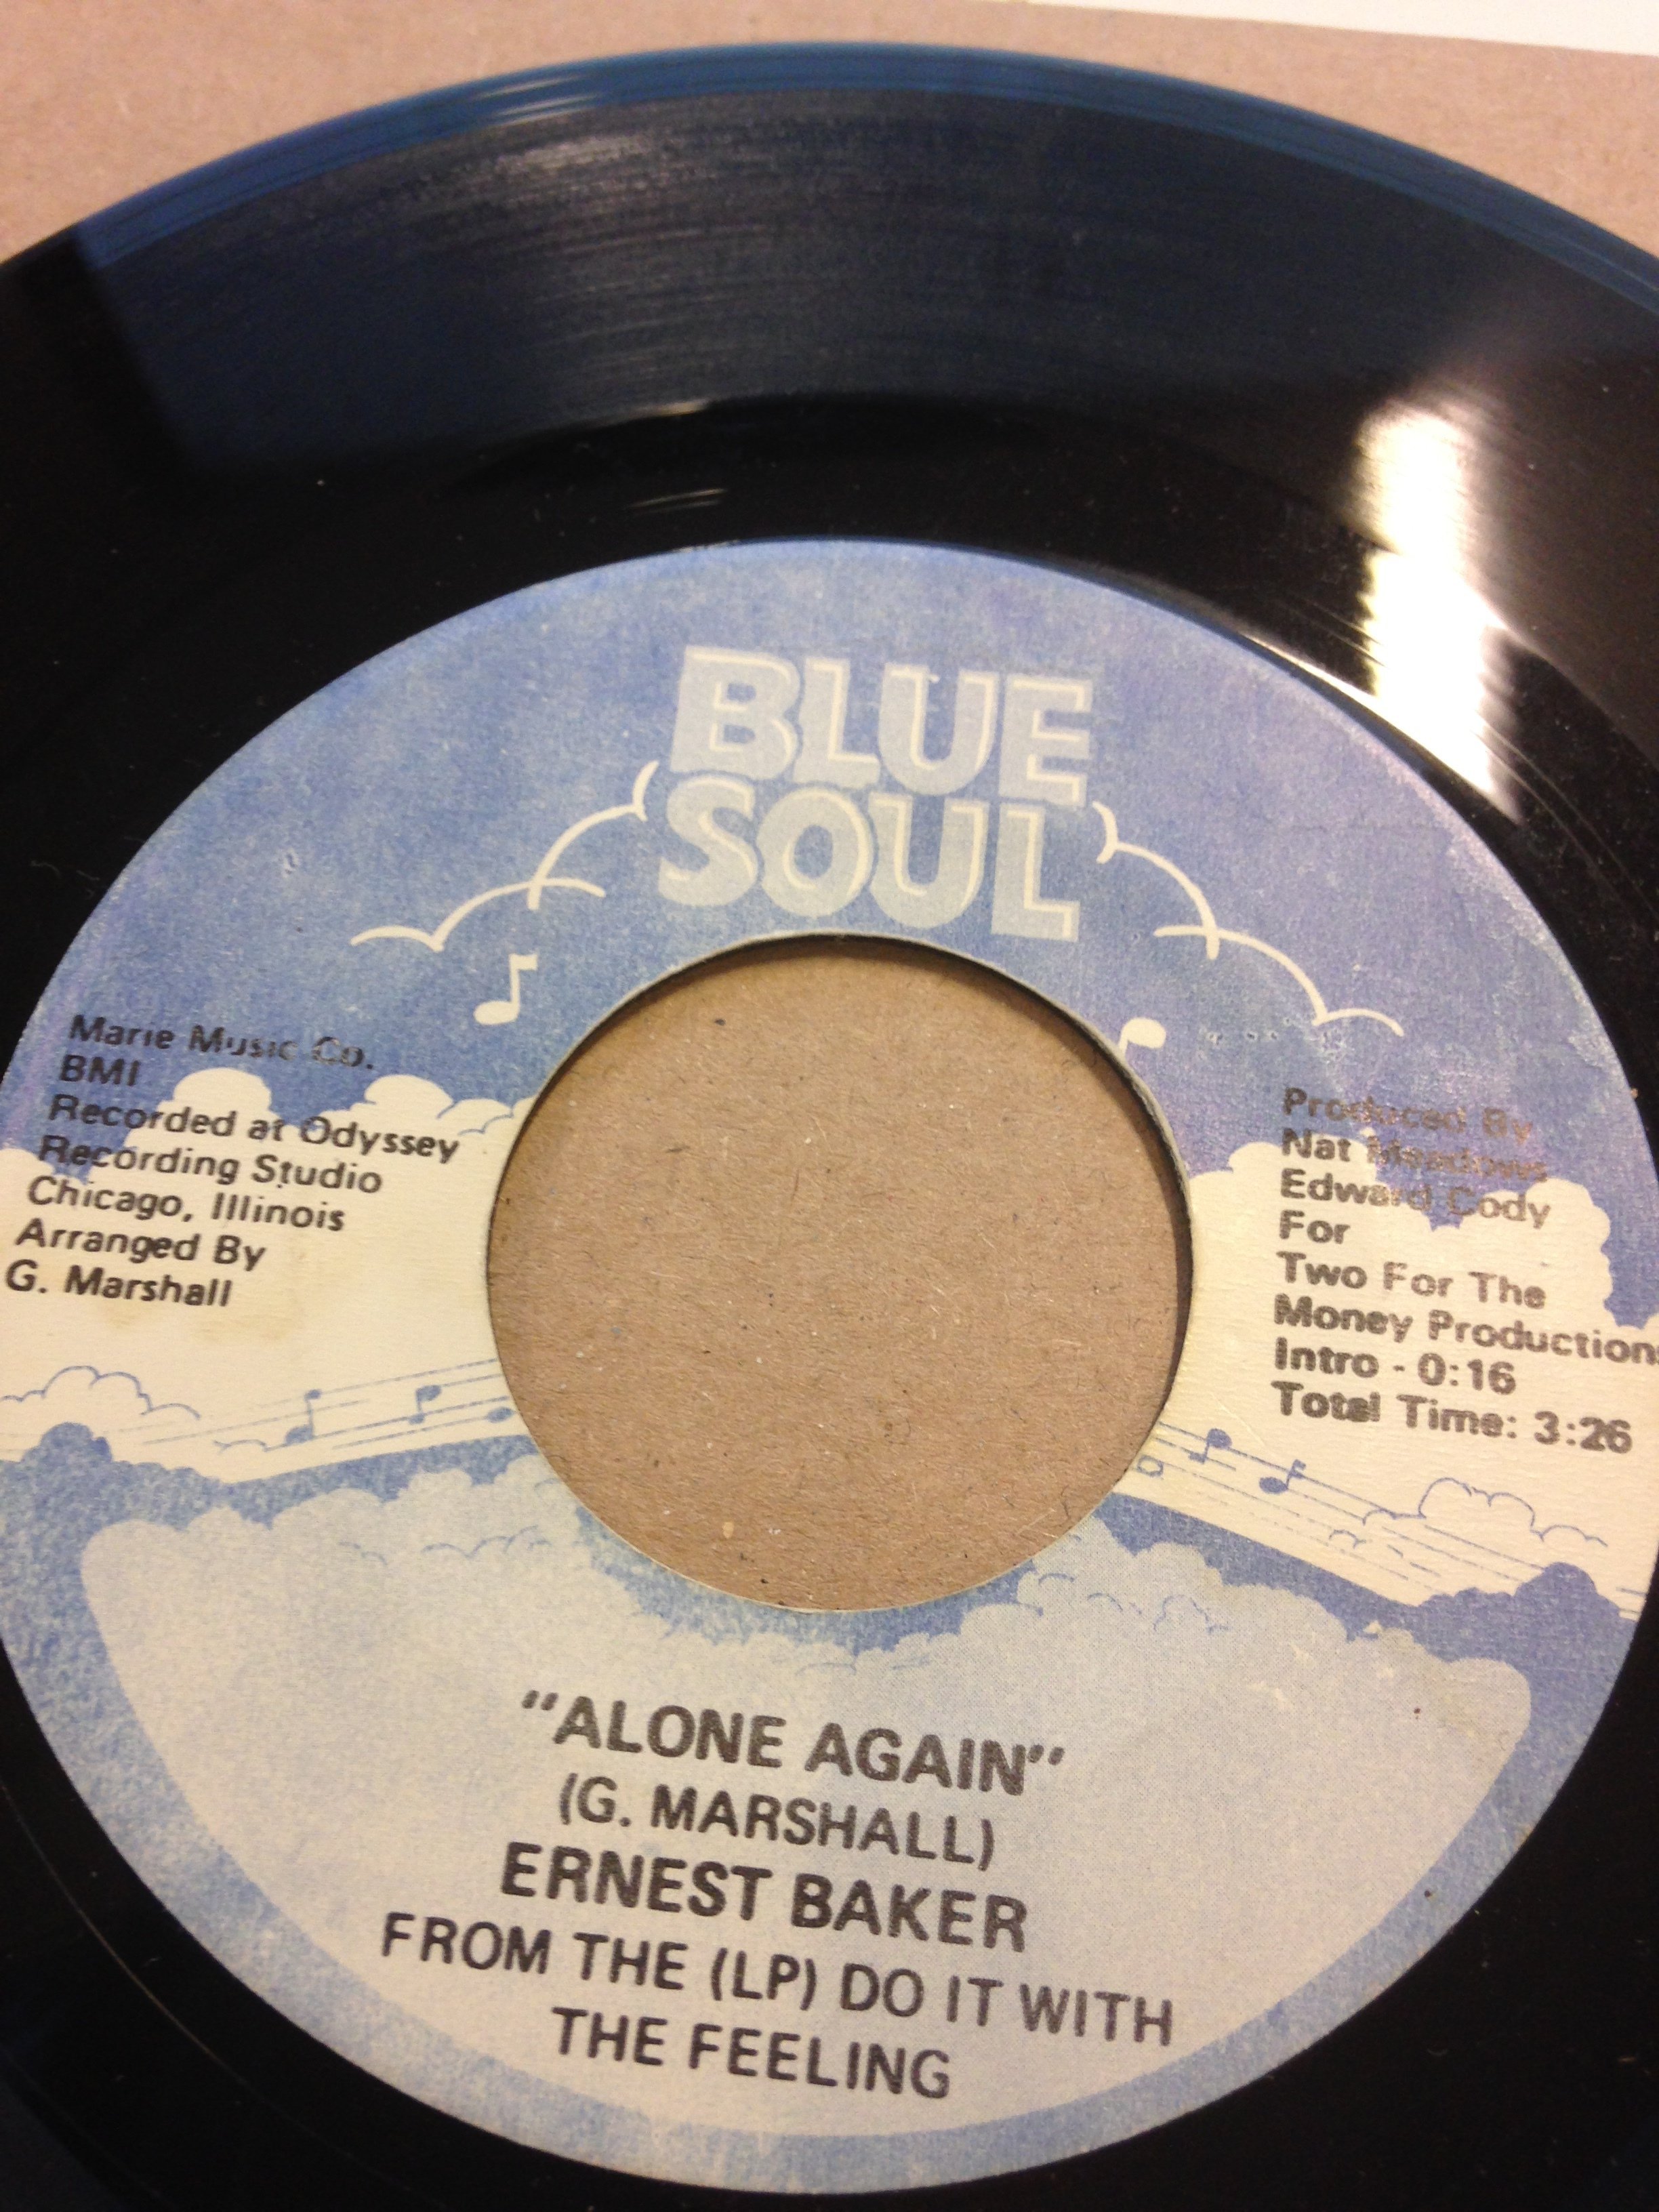 BLUE
SOUL
Marie Music Co.
BMI
Recorded at Odyssey
Recording Studio
Chicago, Illinois
Arranged By
G. Marshall
Produced By
Nat Meadows
Edward Cody
For
Two For The
Money Productions
Intro - 0:16
Total Time: 3:26
"ALONE AGAIN"
(G. MARSHALL)
ERNEST BAKER
FROM THE (LP) DO IT WITH
THE FEELING